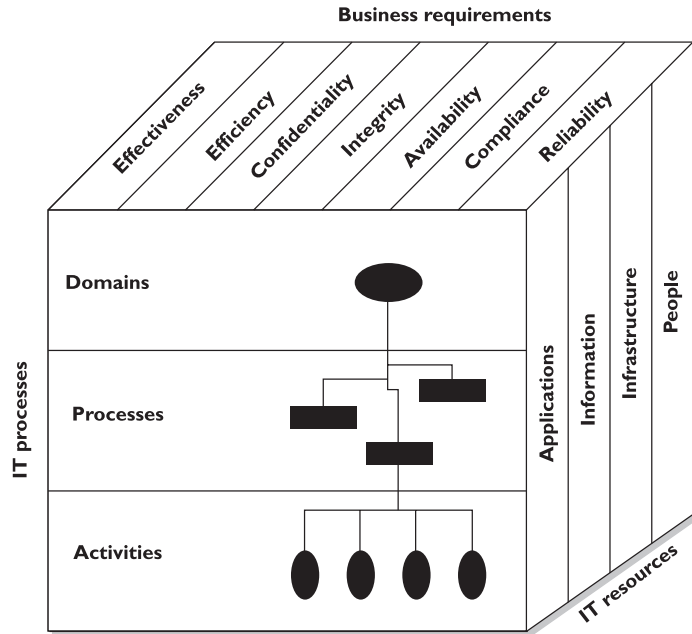 Business requirements
Effectiveness
Efficiency
Confidentiality
Integrity
Availability
Compliance
Reliability
Domains
Processes
Activities
IT processes
Applications
Information
Infrastructure
People
IT resources